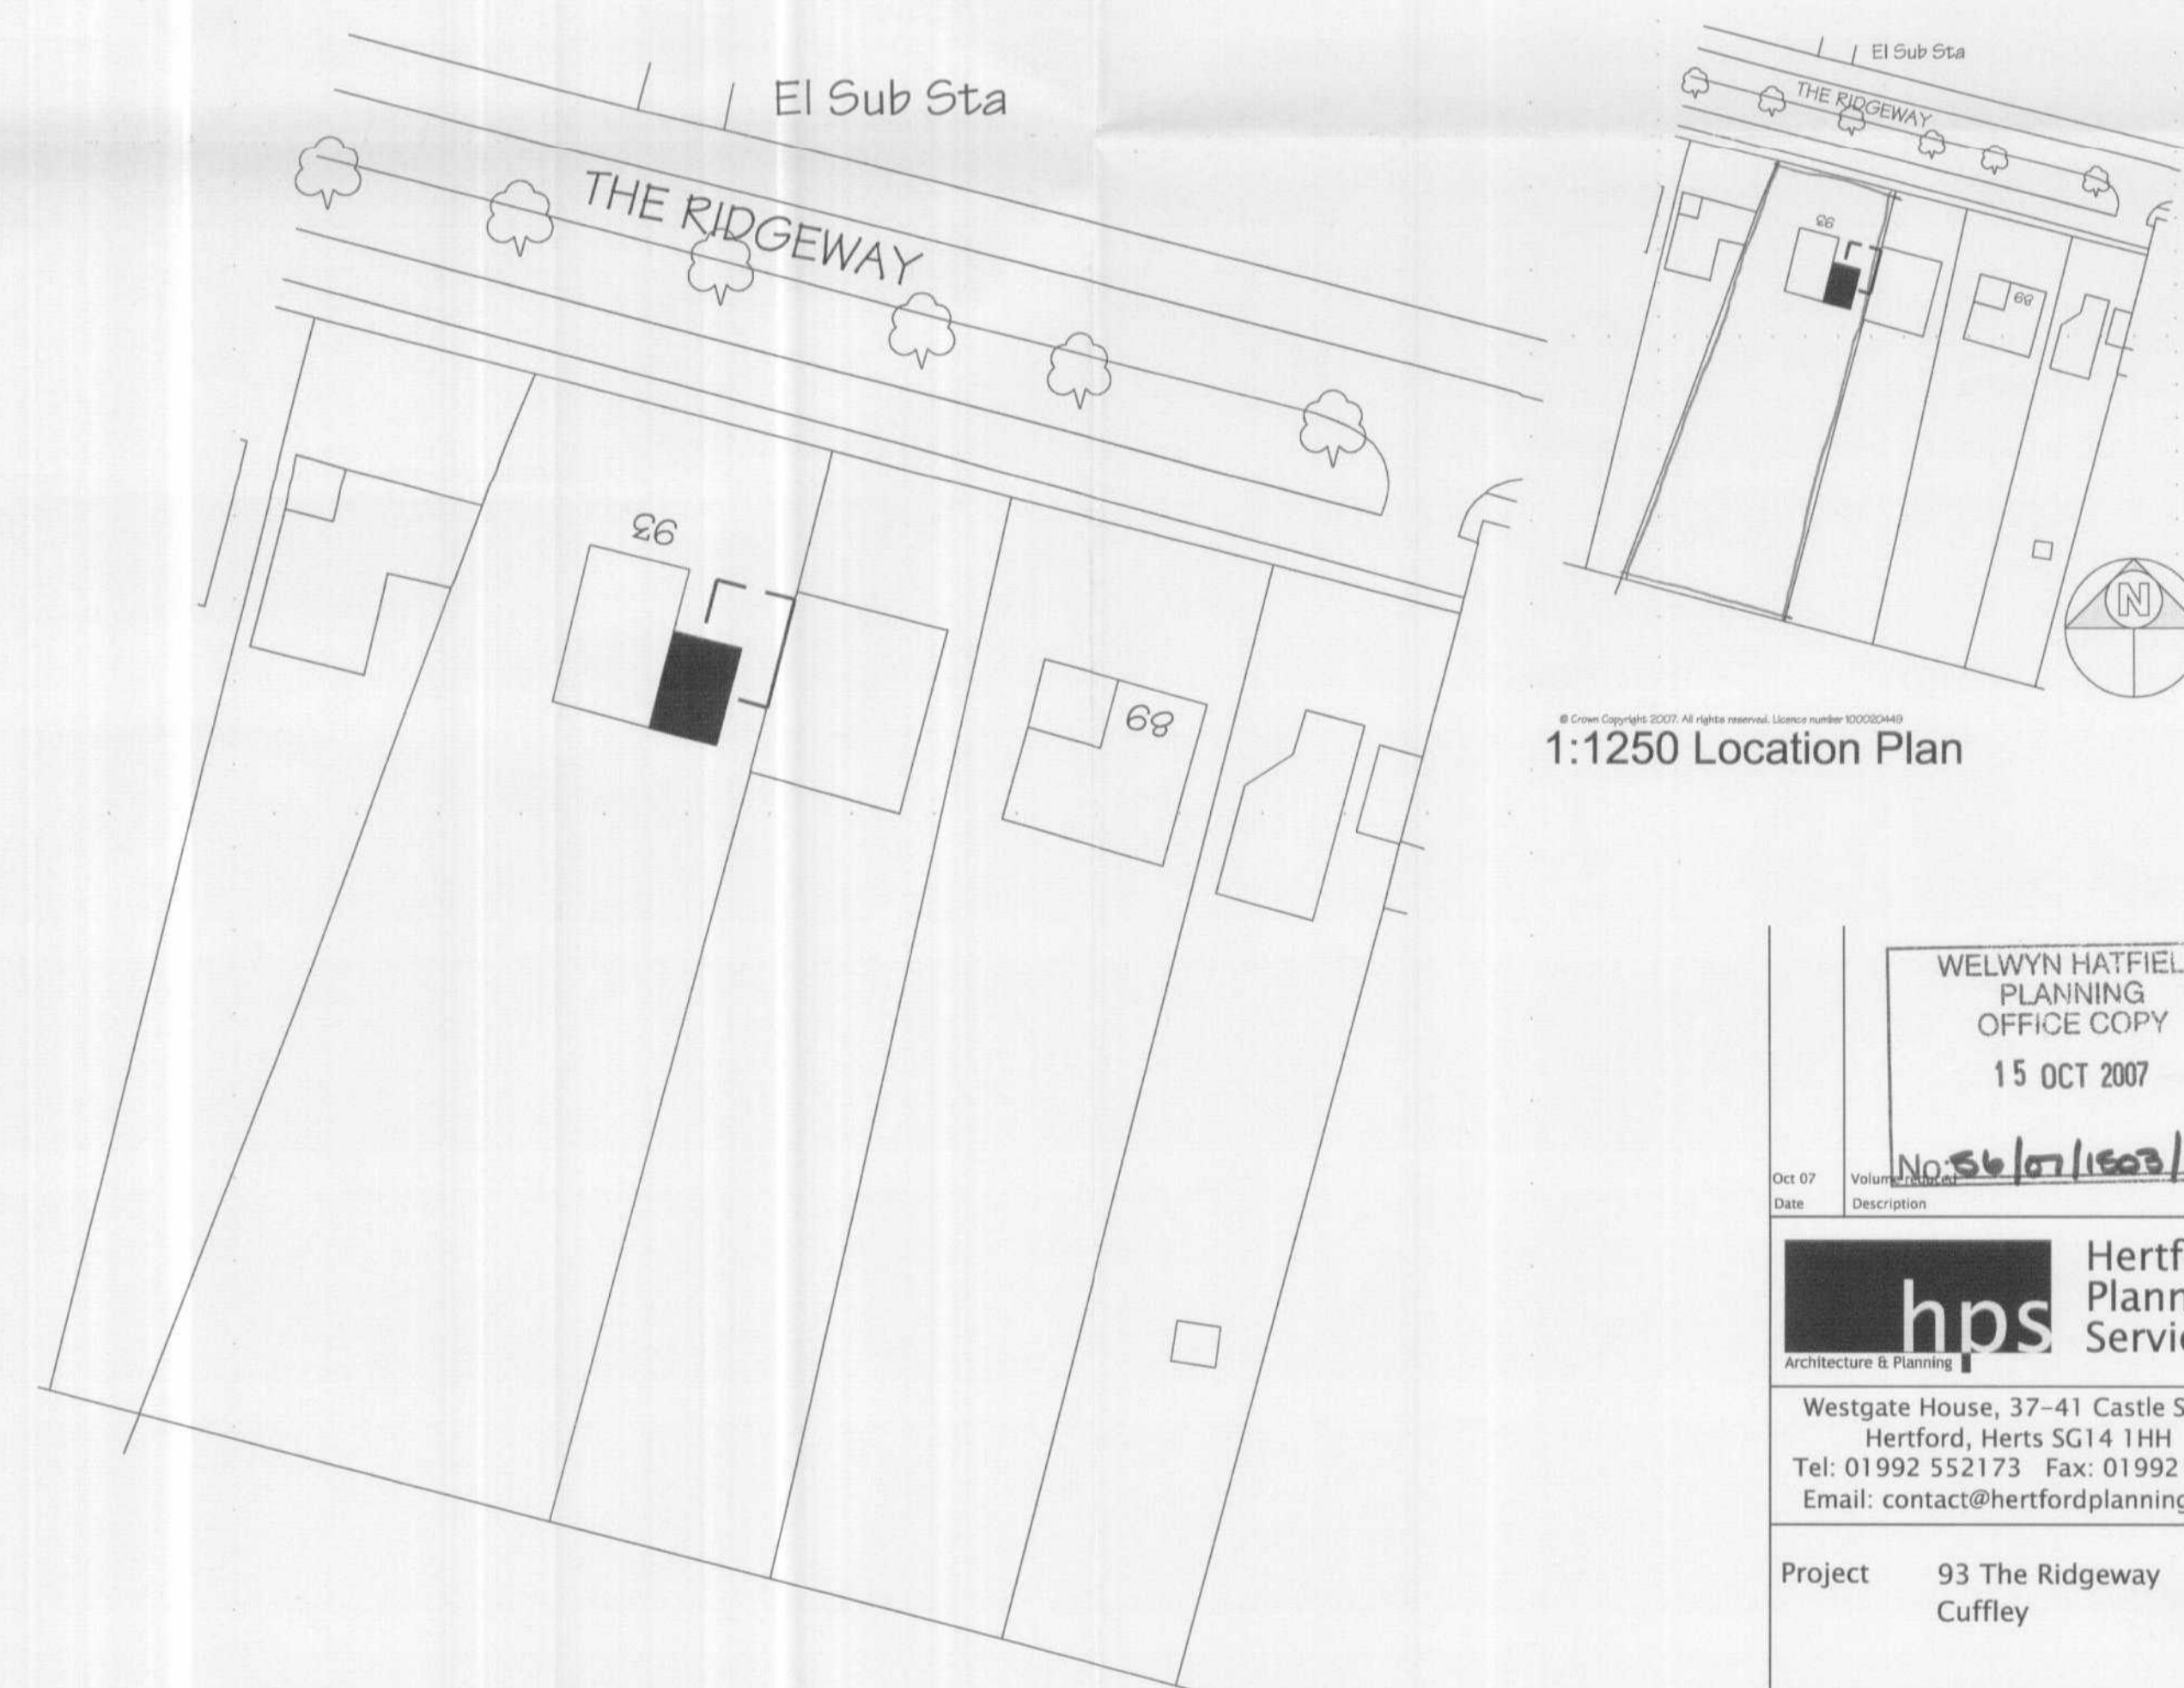 El Sub Sta
THE RIDGEWAY
93
89
El Sub Sta
THE RIDGEWAY
93
89
N
© Crown Copyright 2007. All rights reserved. Licence number 100020449
1:1250 Location Plan
WELWYN HATFIEL
PLANNING
OFFICE COPY
15 OCT 2007
No: S6/07/1503/
Oct 07 Volume reduced
Date Description
hps
Architecture & Planning
Hertf
Plann
Servic
Westgate House, 37-41 Castle S
Hertford, Herts SG14 1HH
Tel: 01992 552173 Fax: 01992
Email: contact@hertfordplanning
Project 93 The Ridgeway
Cuffley